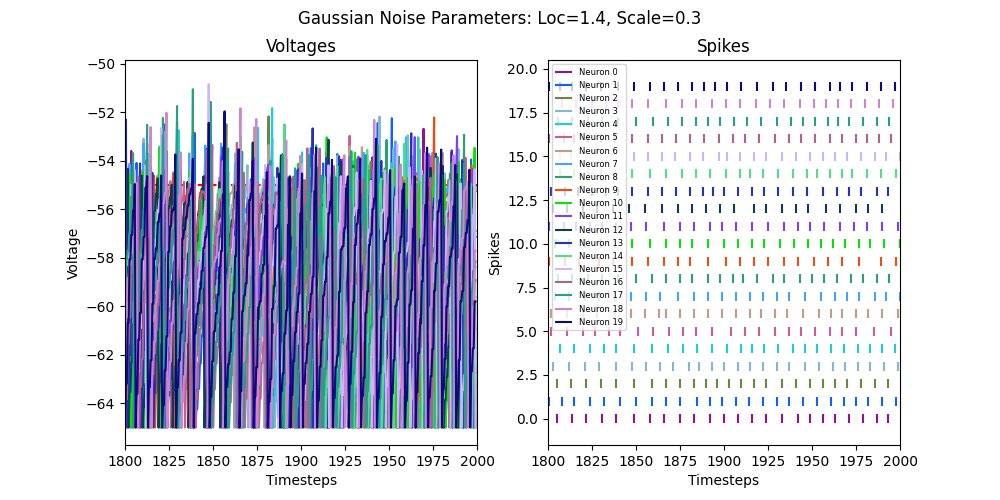 Gaussian Noise Parameters: Loc=1.4, Scale=0.3
Voltages
−50
−52
−54
−56
−58
−60
−62
−64
Voltage
1800 1825 1850 1875 1900 1925 1950 1975 2000
Timesteps
Spikes
20.0
17.5
15.0
12.5
10.0
7.5
5.0
2.5
0.0
Spikes
Neuron 0
Neuron 1
Neuron 2
Neuron 3
Neuron 4
Neuron 5
Neuron 6
Neuron 7
Neuron 8
Neuron 9
Neuron 10
Neuron 11
Neuron 12
Neuron 13
Neuron 14
Neuron 15
Neuron 16
Neuron 17
Neuron 18
Neuron 19
1800 1825 1850 1875 1900 1925 1950 1975 2000
Timesteps